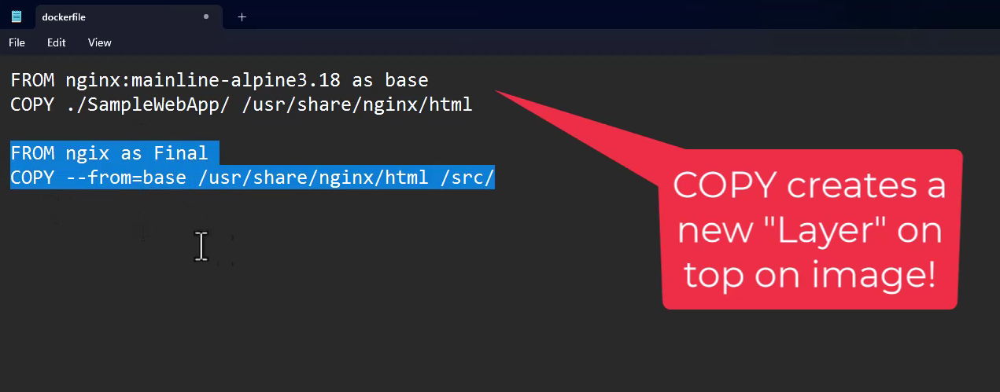 dockerfile
File Edit View
FROM nginx:mainline-alpine3.18 as base
COPY ./SampleWebApp/ /usr/share/nginx/html
FROM ngix as Final
COPY --from=base /usr/share/nginx/html /src/
COPY creates a
new "Layer" on
top on image!